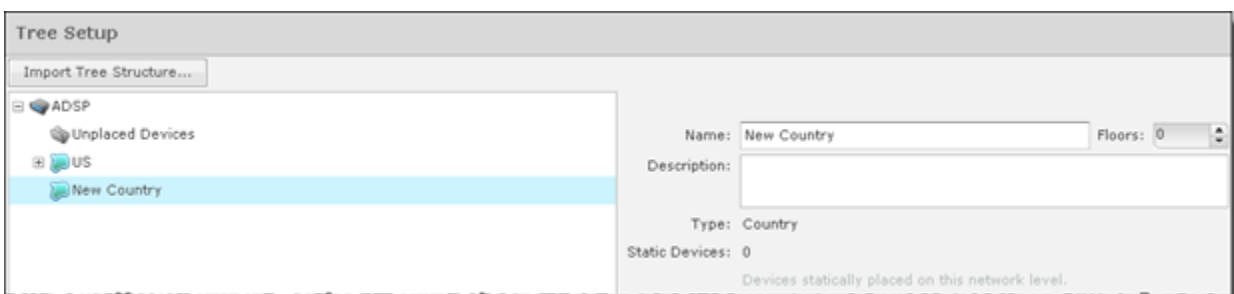 Tree Setup
Import Tree Structure...
ADSP
Unplaced Devices
US
New Country
Name: New Country Floors: 0
Description:
Type: Country
Static Devices: 0
Devices statically placed on this network level.